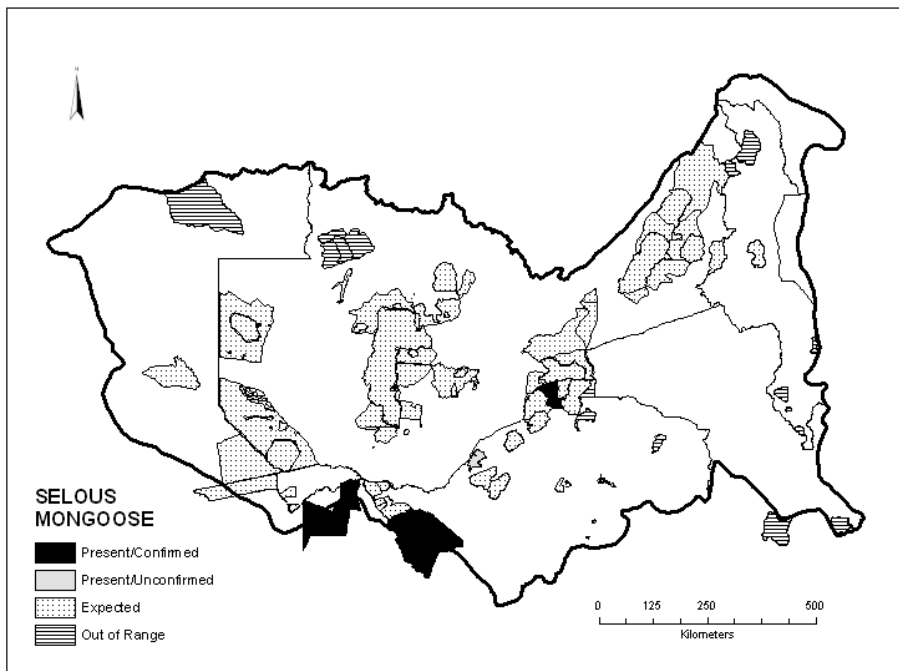 SELOUS
MONGOOSE
Present/Confirmed
Present/Unconfirmed
Expected
Out of Range
0 125 250 500
Kilometers